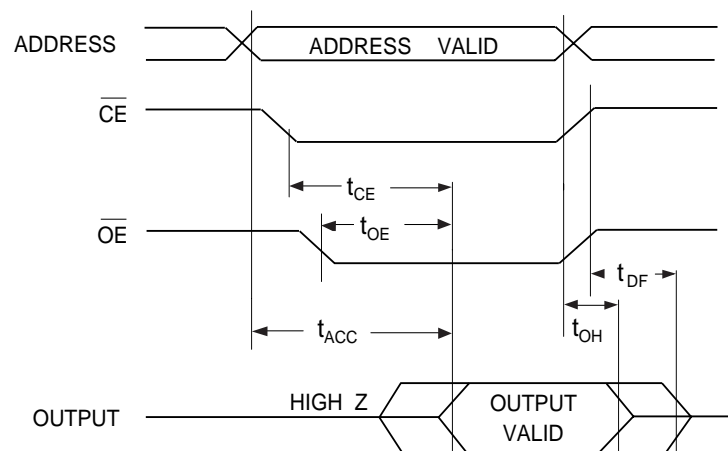 ADDRESS
ADDRESS VALID
CE
tCE
OE
tOE
tDF
tACC
tOH
OUTPUT
HIGH Z
OUTPUT
VALID